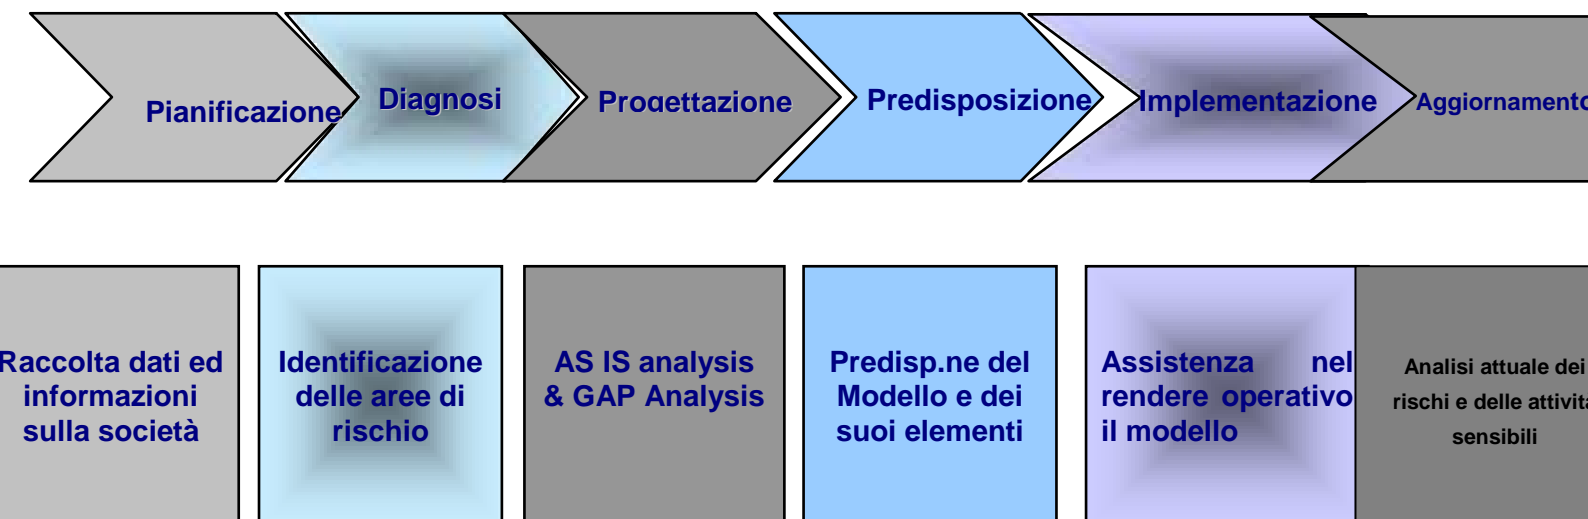 Pianificazione
Diagnosi
Progettazione
Predisposizione
Implementazione
Aggiornamento
Raccolta dati ed
informazioni
sulla società
Identificazione
delle aree di
rischio
AS IS analysis
& GAP Analysis
Predisp.ne del
Modello e dei
suoi elementi
Assistenza nel
rendere operativo
il modello
Analisi attuale dei
rischi e delle attività
sensibili